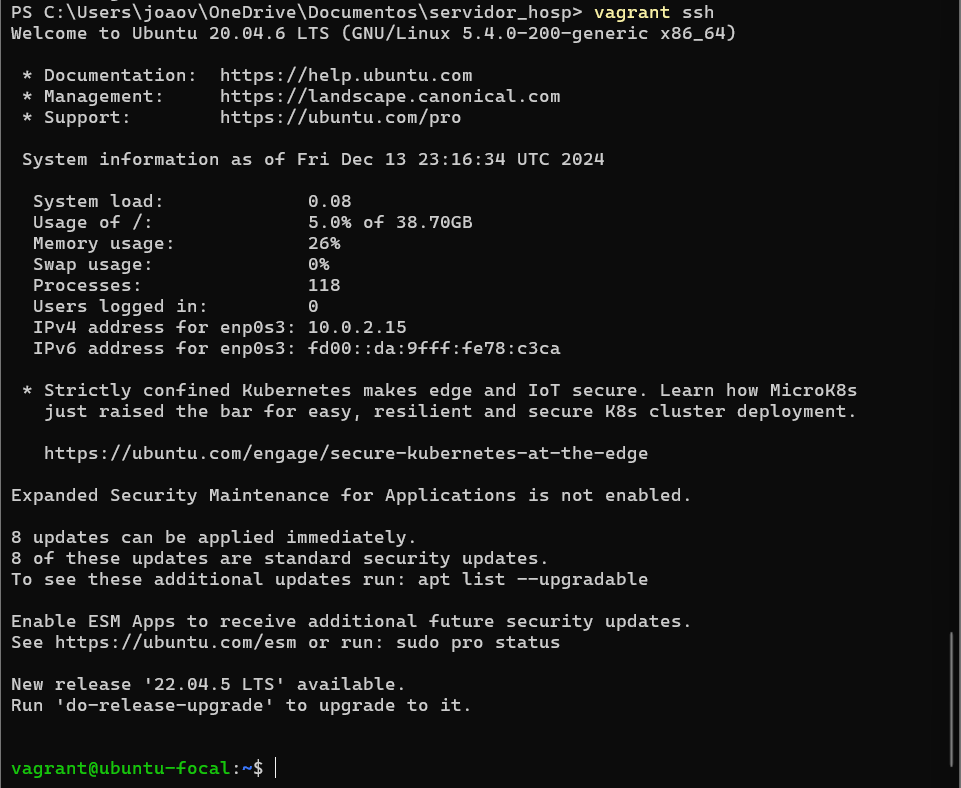 PS C:\Users\joaov\OneDrive\Documentos\servidor_hosp> vagrant ssh
Welcome to Ubuntu 20.04.6 LTS (GNU/Linux 5.4.0-200-generic x86_64)

 * Documentation:  https://help.ubuntu.com
 * Management:     https://landscape.canonical.com
 * Support:        https://ubuntu.com/pro

 System information as of Fri Dec 13 23:16:34 UTC 2024

  System load:             0.08
  Usage of /:              5.0% of 38.70GB
  Memory usage:            26%
  Swap usage:              0%
  Processes:               118
  Users logged in:         0
  IPv4 address for enp0s3: 10.0.2.15
  IPv6 address for enp0s3: fd00::da:9fff:fe78:c3ca

 * Strictly confined Kubernetes makes edge and IoT secure. Learn how MicroK8s
   just raised the bar for easy, resilient and secure K8s cluster deployment.

   https://ubuntu.com/engage/secure-kubernetes-at-the-edge

Expanded Security Maintenance for Applications is not enabled.

8 updates can be applied immediately.
8 of these updates are standard security updates.
To see these additional updates run: apt list --upgradable

Enable ESM Apps to receive additional future security updates.
See https://ubuntu.com/esm or run: sudo pro status

New release '22.04.5 LTS' available.
Run 'do-release-upgrade' to upgrade to it.

vagrant@ubuntu-focal:~$